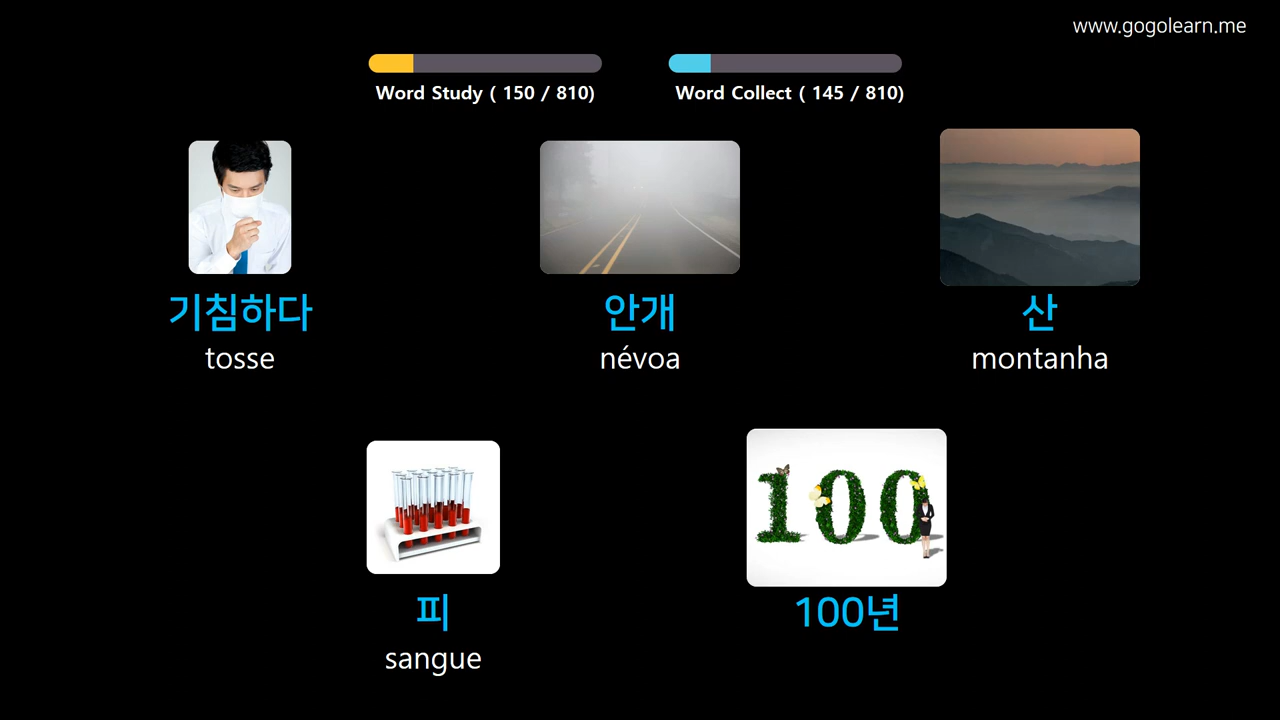 www.gogolearn.me
Word Study ( 150 / 810)
Word Collect ( 145 / 810)
기침하다
tosse
안개
névoa
산
montanha
100
피
sangue
100년